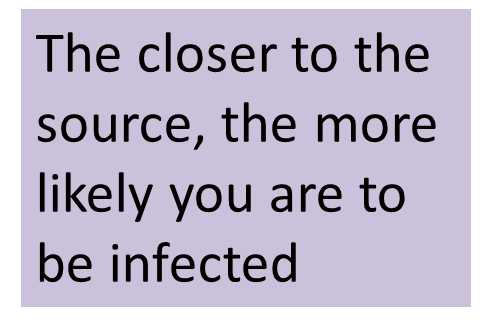 The closer to the
source, the more
likely you are to
be infected